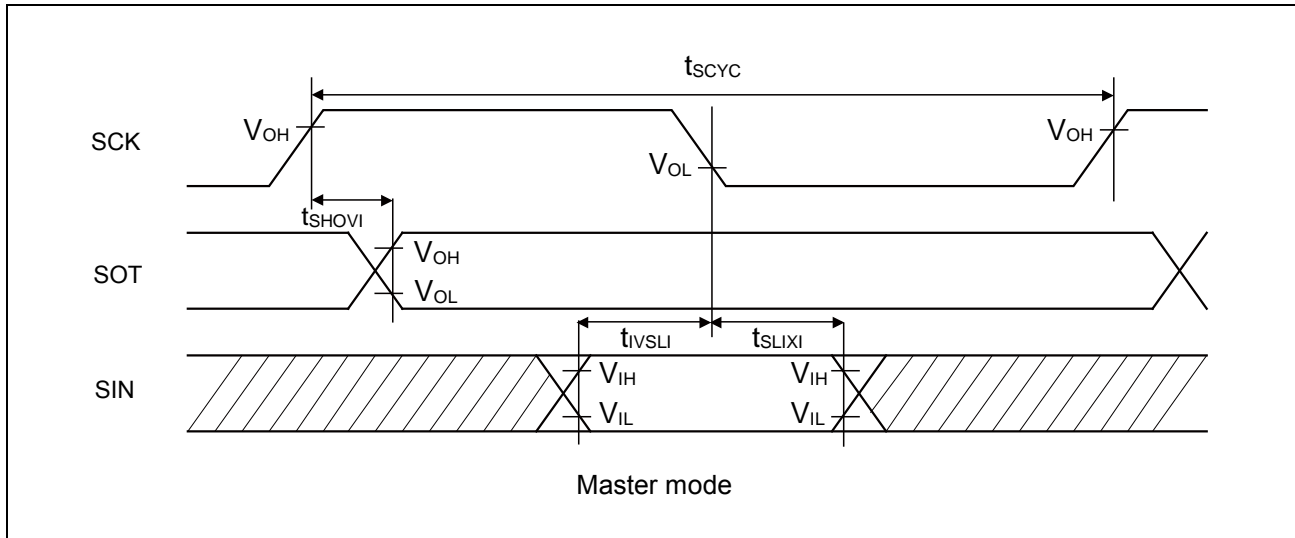 tSCYC
SCK
VOH
VOL
VOH
tSHOVI
SOT
VOH
VOL
tIVSLI
tSLIXI
SIN
VIH
VIH
VIL
VIL
Master mode